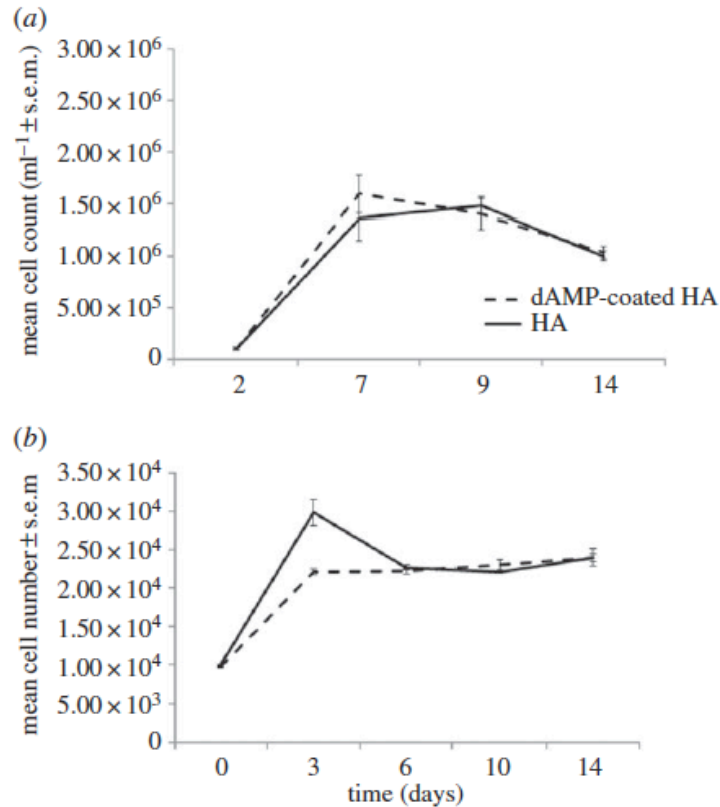 (a)
mean cell count (ml⁻¹ ± s.e.m.)
3.00 × 10⁶
2.50 × 10⁶
2.00 × 10⁶
1.50 × 10⁶
1.00 × 10⁶
5.00 × 10⁵
0
2 7 9 14
dAMP-coated HA
HA
(b)
mean cell number ± s.e.m
3.50 × 10⁴
3.00 × 10⁴
2.50 × 10⁴
2.00 × 10⁴
1.50 × 10⁴
1.00 × 10⁴
5.00 × 10³
0
0 3 6 10 14
time (days)